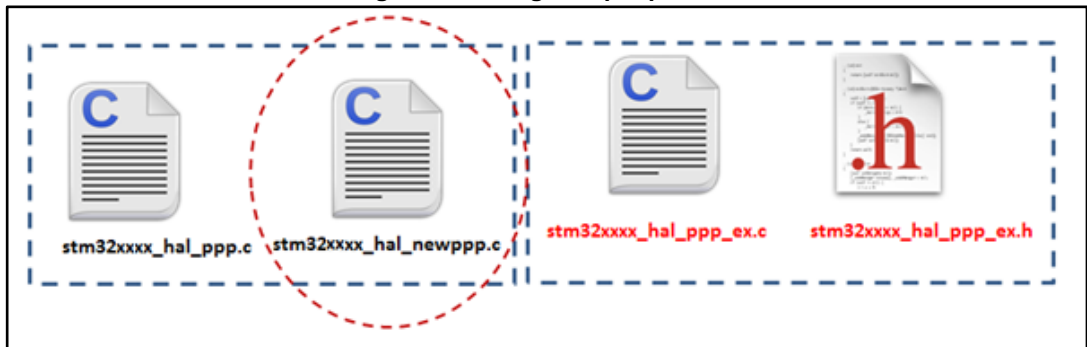 C
C
C
.h
stm32xxxx_hal_ppp.c
stm32xxxx_hal_newppp.c
stm32xxxx_hal_ppp_ex.c
stm32xxxx_hal_ppp_ex.h